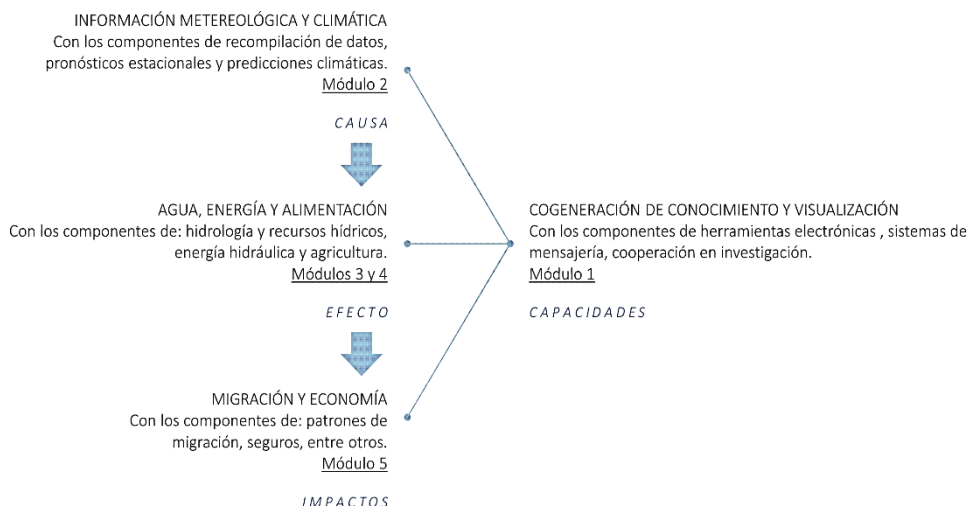 INFORMACIÓN METEREOLÓGICA Y CLIMÁTICA
Con los componentes de recompilación de datos,
pronósticos estacionales y predicciones climáticas.
Módulo 2
CAUSA
AGUA, ENERGÍA Y ALIMENTACIÓN
Con los componentes de: hidrología y recursos hídricos,
energía hidráulica y agricultura.
Módulos 3 y 4
EFECTO
MIGRACIÓN Y ECONOMÍA
Con los componentes de: patrones de
migración, seguros, entre otros.
Módulo 5
IMPACTOS
COGENERACIÓN DE CONOCIMIENTO Y VISUALIZACIÓN
Con los componentes de herramientas electrónicas , sistemas de
mensajería, cooperación en investigación.
Módulo 1
CAPACIDADES